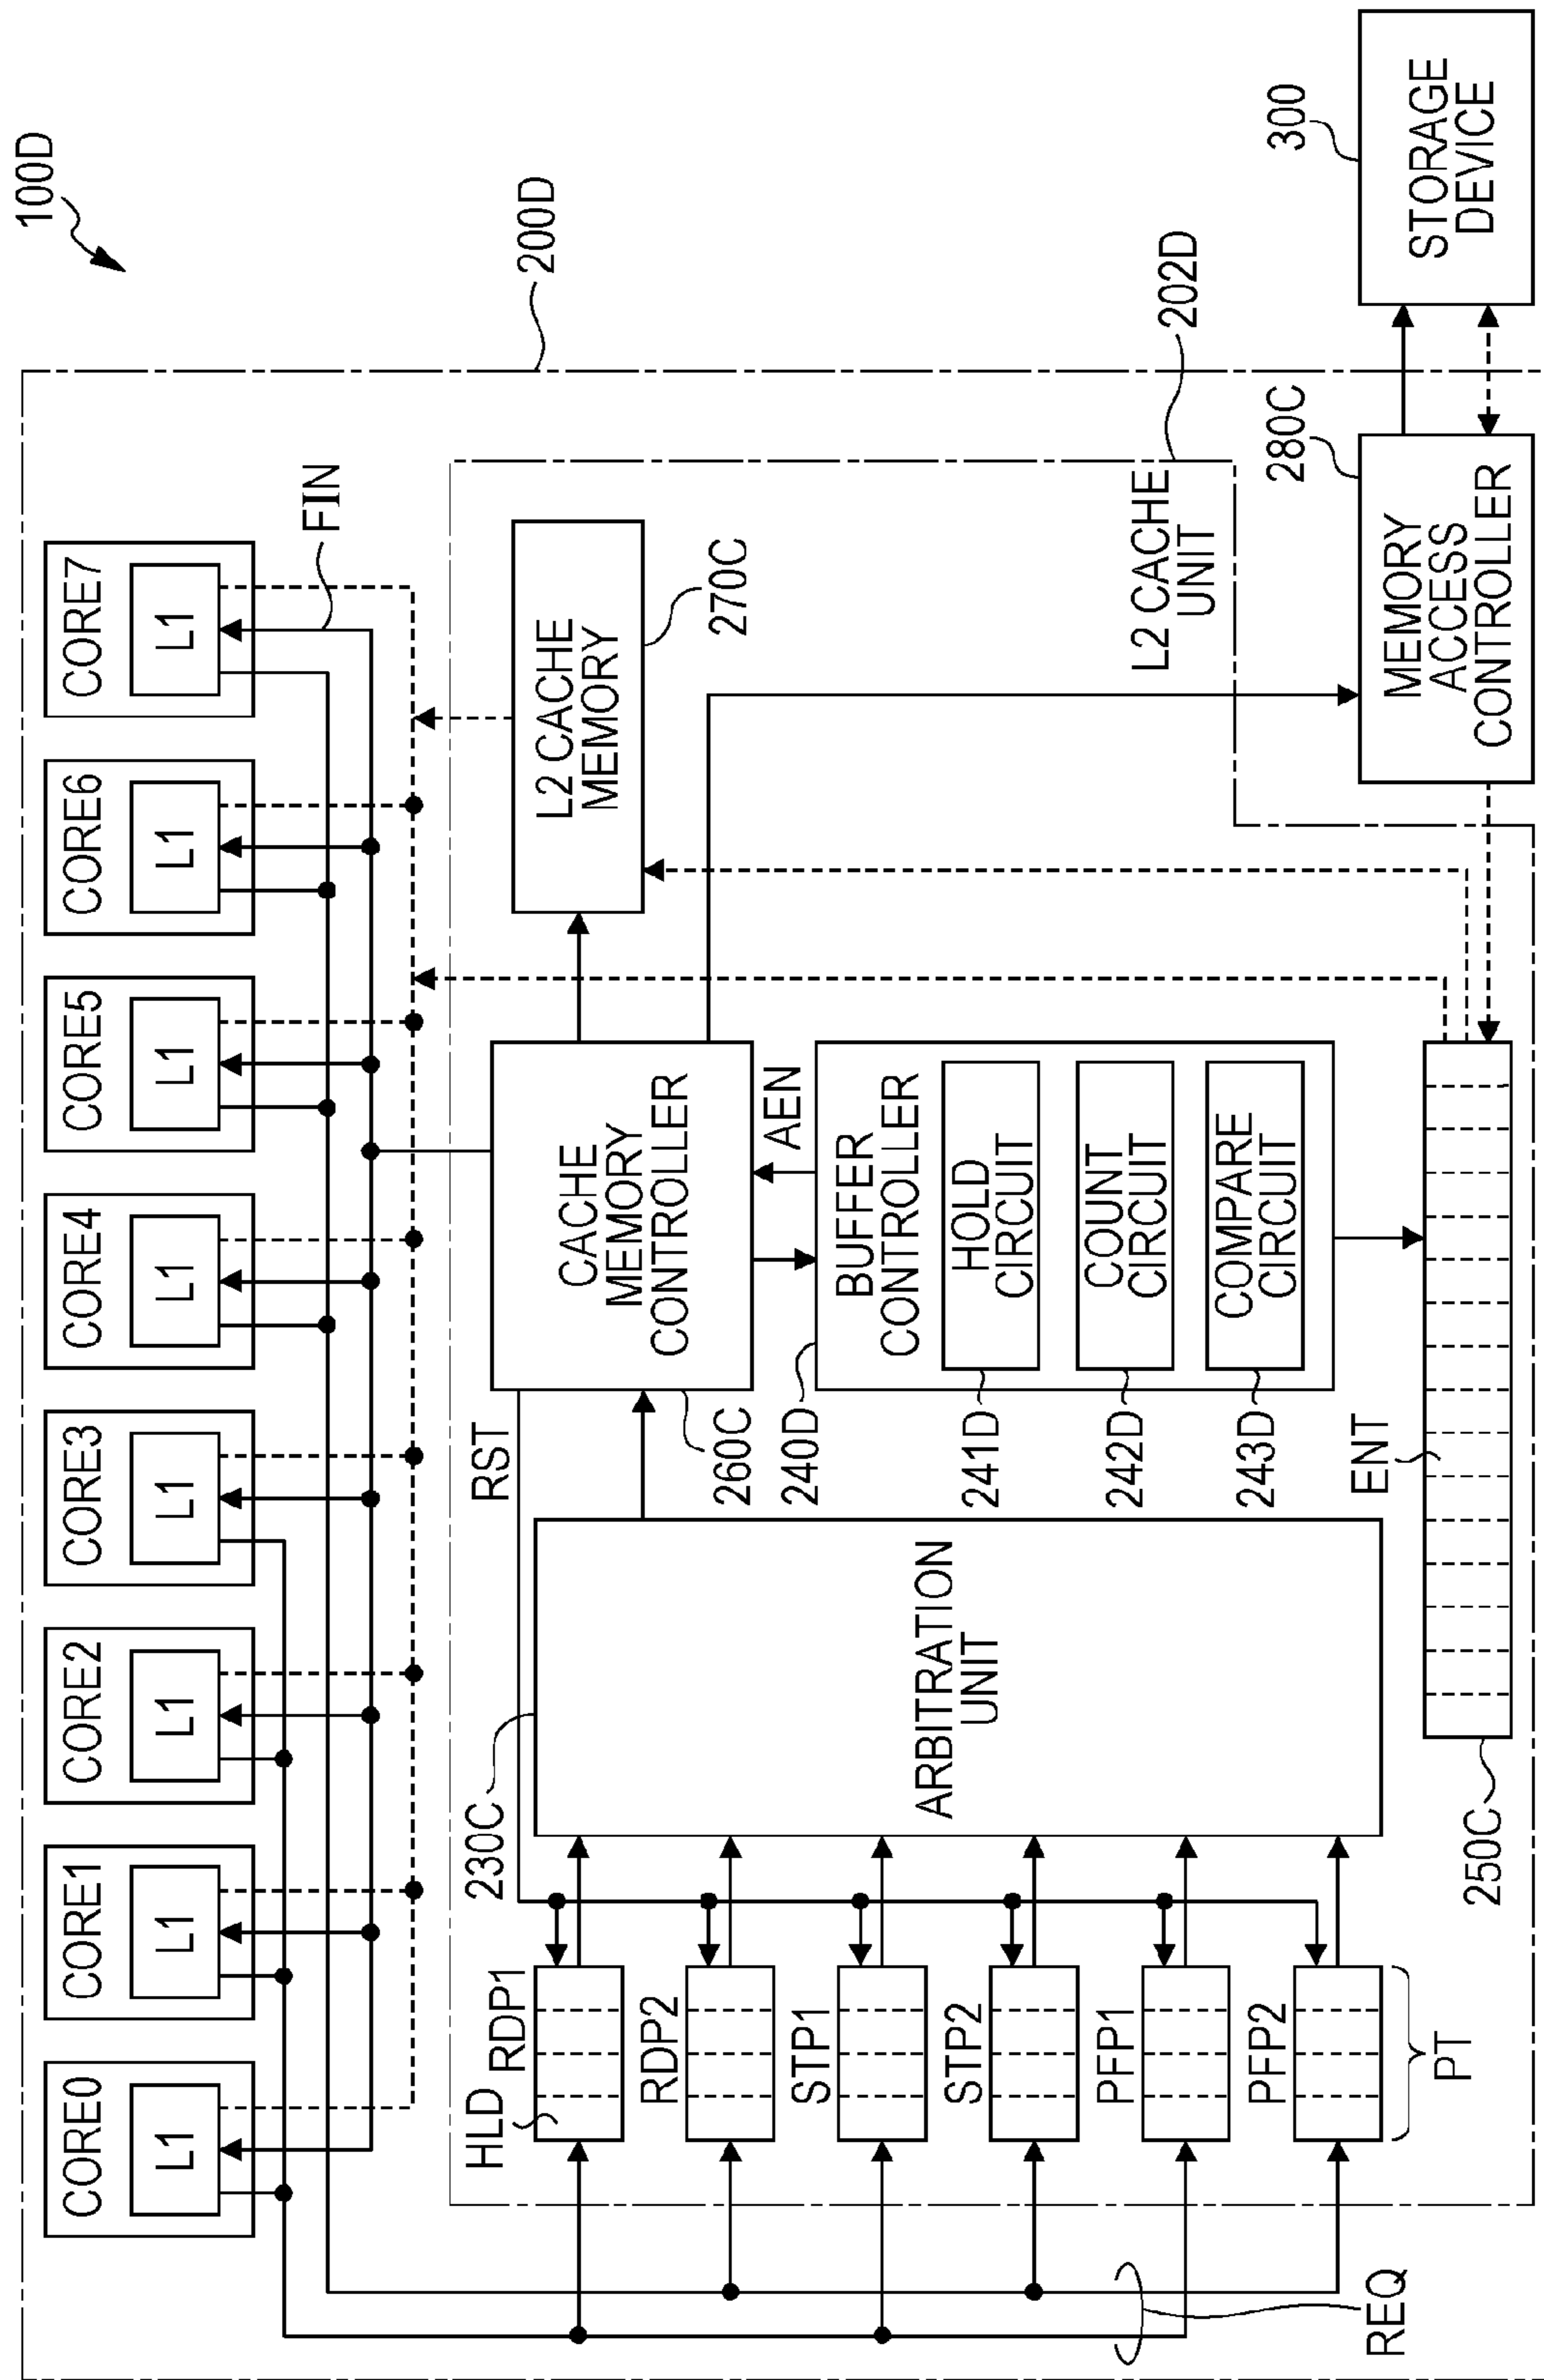 100D
200D
CORE0
L1
CORE1
L1
CORE2
L1
CORE3
L1
CORE4
L1
CORE5
L1
CORE6
L1
CORE7
L1
FIN
202D
L2 CACHE
UNIT
230C
RST
HLD
RDP1
RDP2
STP1
STP2
PFP1
PFP2
PT
REQ
ARBITRATION
UNIT
CACHE
MEMORY
CONTROLLER
260C
AEN
L2 CACHE
MEMORY
270C
BUFFER
CONTROLLER
240D
HOLD
CIRCUIT
241D
COUNT
CIRCUIT
242D
COMPARE
CIRCUIT
243D
ENT
250C
MEMORY
ACCESS
CONTROLLER
280C
STORAGE
DEVICE
300